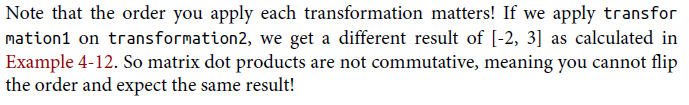 Note that the order you apply each transformation matters! If we apply transfor
mation1 on transformation2, we get a different result of [-2, 3] as calculated in
Example 4-12. So matrix dot products are not commutative, meaning you cannot flip
the order and expect the same result!